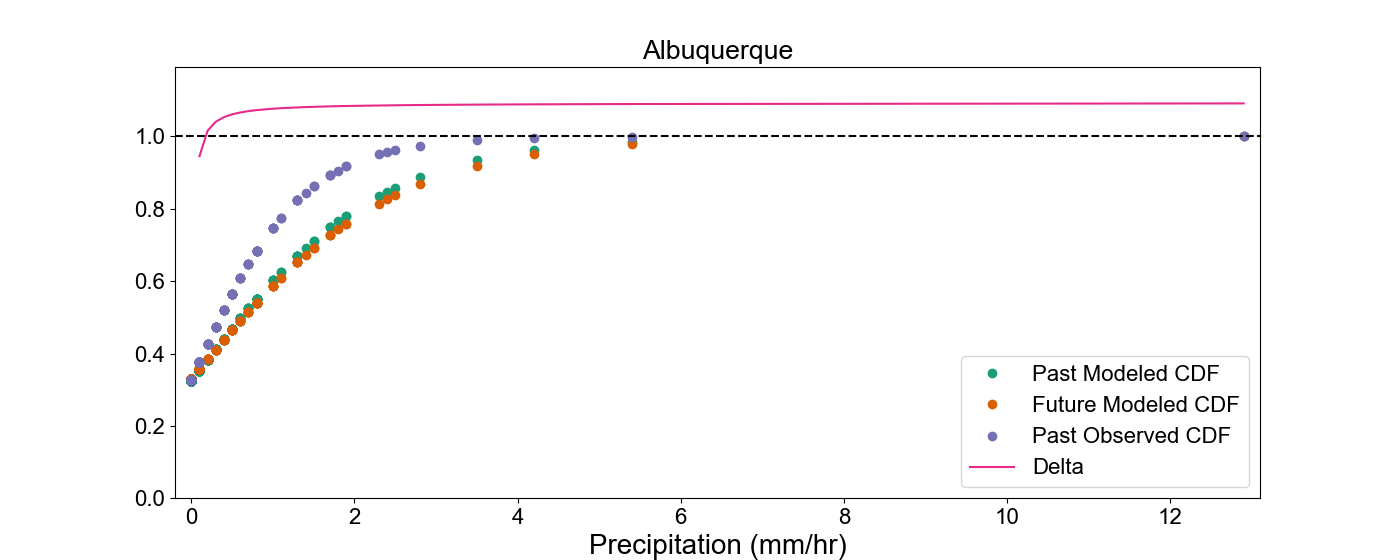 Albuquerque
1.0
0.8
0.6
0.4
0.2
0.0
0 2 4 6 8 10 12
Precipitation (mm/hr)
Past Modeled CDF
Future Modeled CDF
Past Observed CDF
Delta